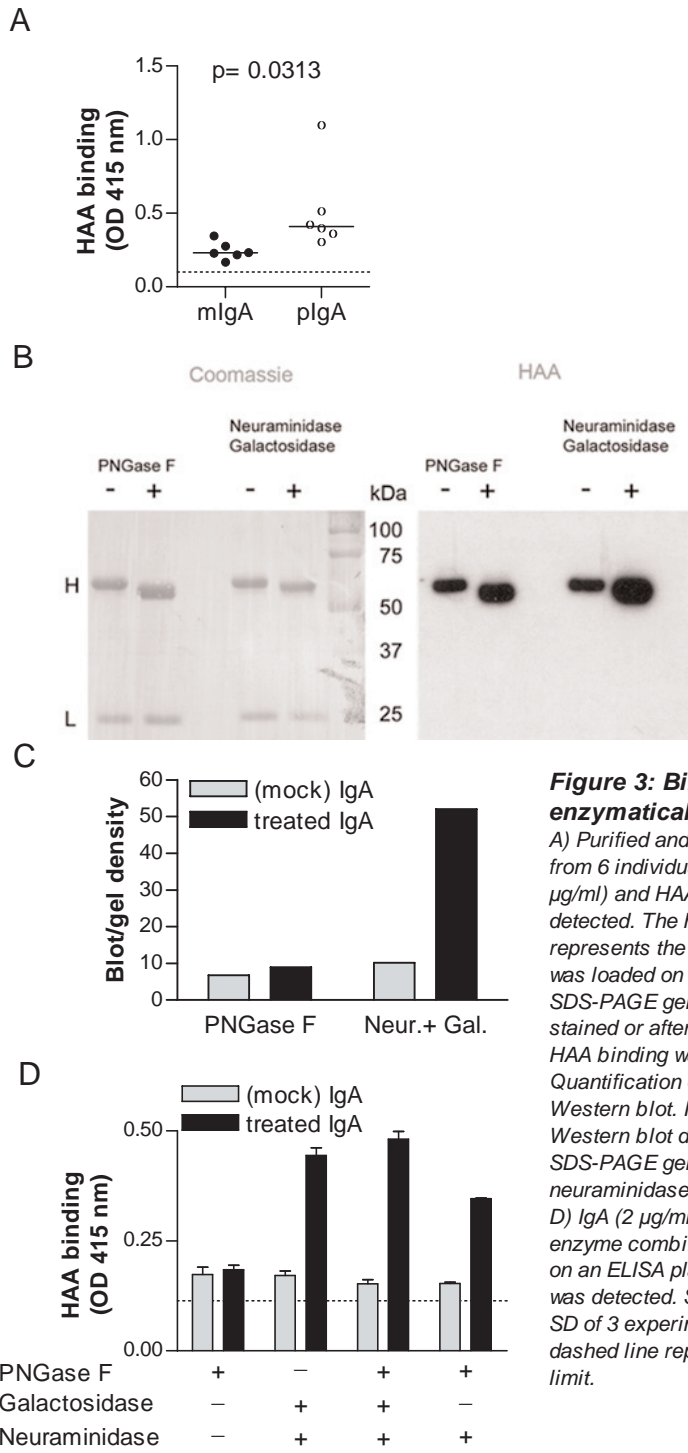 A
1.5
p= 0.0313
1.0
0.5
0.0
HAA binding
(OD 415 nm)
mIgA pIgA
B
Coomassie HAA
Neuraminidase Neuraminidase
Galactosidase Galactosidase
PNGase F PNGase F
- + - + kDa - + - +
100
75
H
50
37
L 25
C
60
(mock) IgA
50
treated IgA
40
30
20
10
0
Blot/gel density
PNGase F Neur.+ Gal.
Figure 3: Bi
enzymatical
A) Purified and
from 6 individu
µg/ml) and HAA
detected. The h
represents the
was loaded on
SDS-PAGE gel
stained or after
HAA binding w
Quantification
Western blot. 
Western blot d
SDS-PAGE gel
neuraminidase
D) IgA (2 µg/ml
enzyme combi
on an ELISA pl
was detected. S
SD of 3 experim
dashed line rep
limit.
D
(mock) IgA
treated IgA
0.50
0.25
0.00
HAA binding
(OD 415 nm)
PNGase F + – + +
Galactosidase – + + –
Neuraminidase – + + +